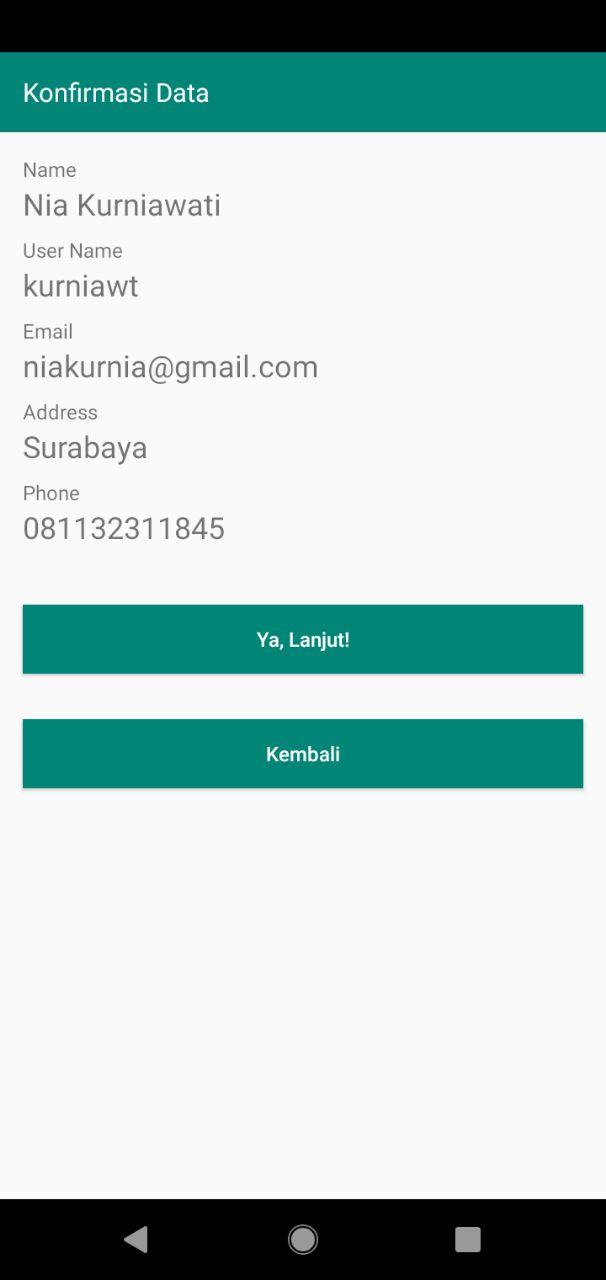 Konfirmasi Data
Name
Nia Kurniawati
User Name
kurniawt
Email
niakurnia@gmail.com
Address
Surabaya
Phone
081132311845
Ya, Lanjut!
Kembali